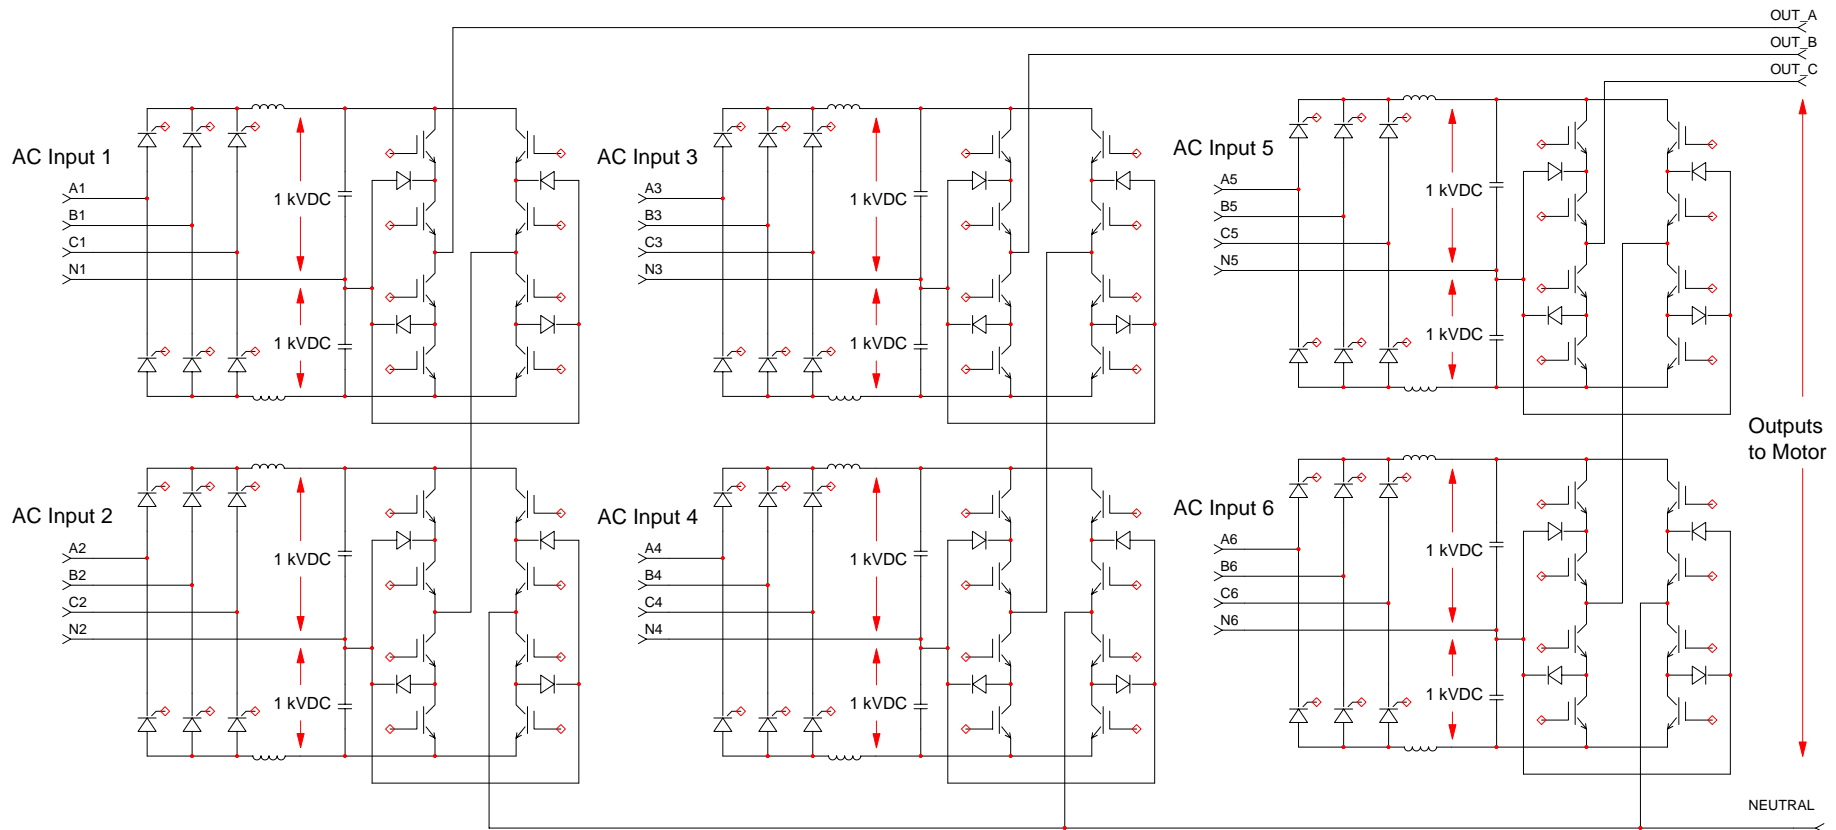 OUT_A
OUT_B
OUT_C
AC Input 1
A1
B1
C1
N1
1 kVDC
1 kVDC
AC Input 3
A3
B3
C3
N3
1 kVDC
1 kVDC
AC Input 5
A5
B5
C5
N5
1 kVDC
1 kVDC
Outputs
to Motor
AC Input 2
A2
B2
C2
N2
1 kVDC
1 kVDC
AC Input 4
A4
B4
C4
N4
1 kVDC
1 kVDC
AC Input 6
A6
B6
C6
N6
1 kVDC
1 kVDC
NEUTRAL